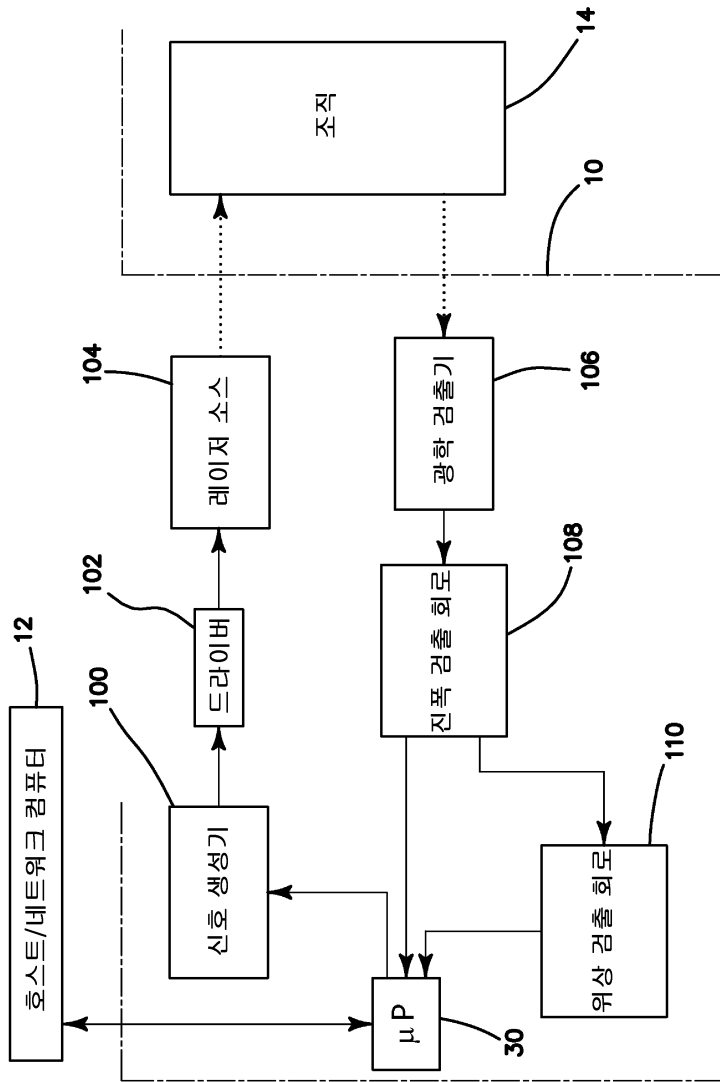 호스트/네트워크 컴퓨터
12
신호 생성기
100
드라이버
102
레이저 소스
104
조직
14
10
μP
30
진폭 검출 회로
108
광학 검출기
106
위상 검출 회로
110